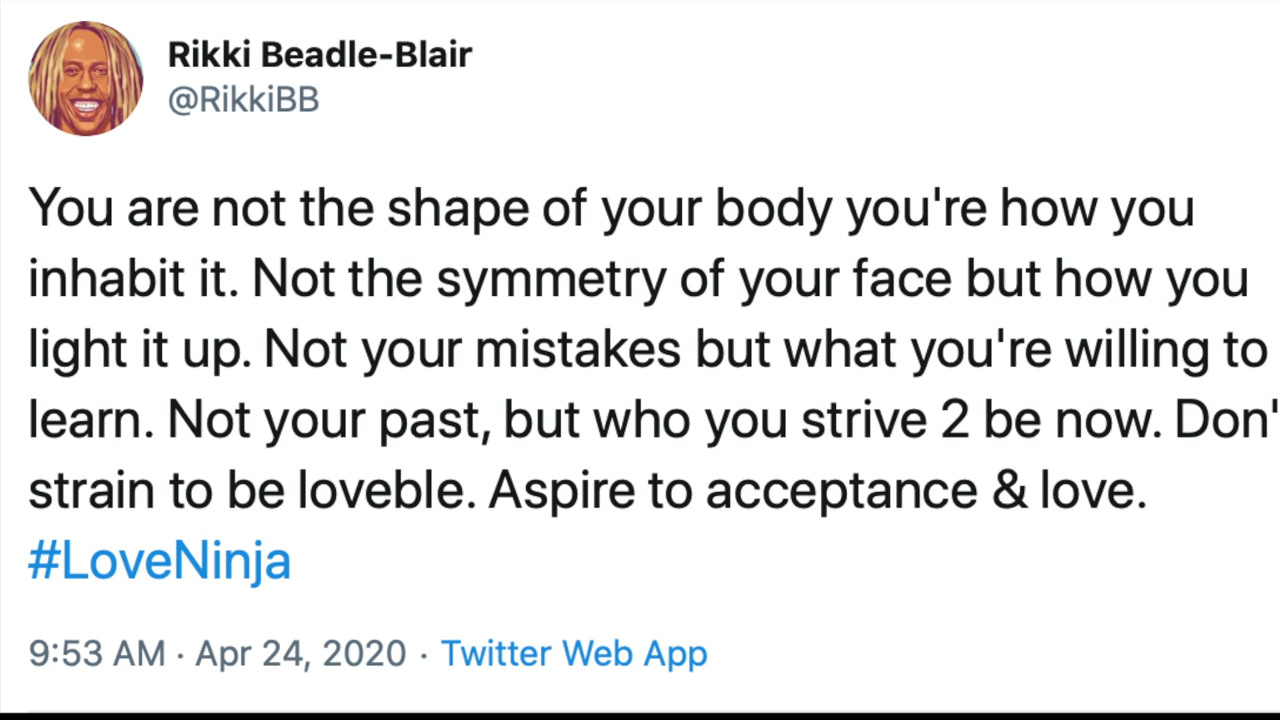 Rikki Beadle-Blair
@RikkiBB
You are not the shape of your body you're how you
inhabit it. Not the symmetry of your face but how you
light it up. Not your mistakes but what you're willing to
learn. Not your past, but who you strive 2 be now. Don'
strain to be loveble. Aspire to acceptance & love.
#LoveNinja
9:53 AM · Apr 24, 2020 · Twitter Web App